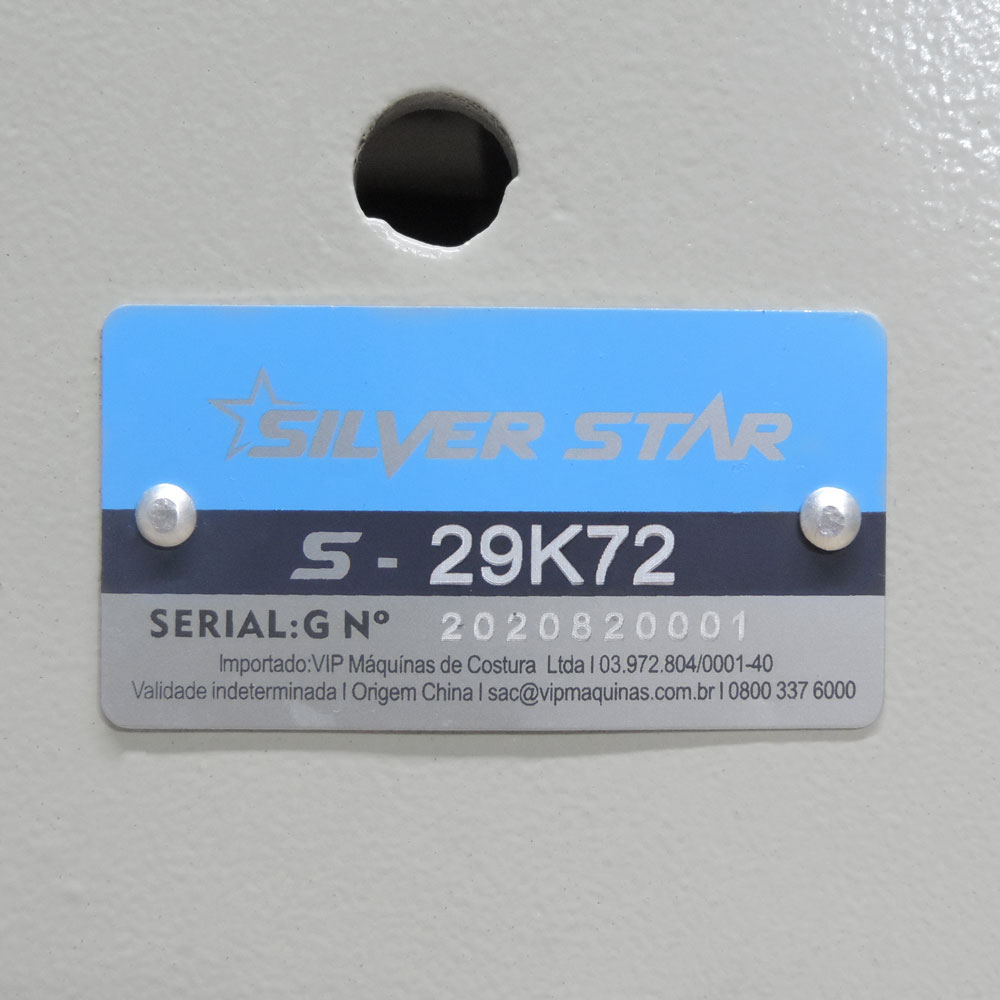 SILVER STAR
S - 29K72
SERIAL:G Nº 2020820001
Importado:VIP Máquínas de Costura Ltda I 03.972.804/0001-40
Validade indeterminada I Origem China I sac@vipmaquinas.com.br I 0800 337 6000